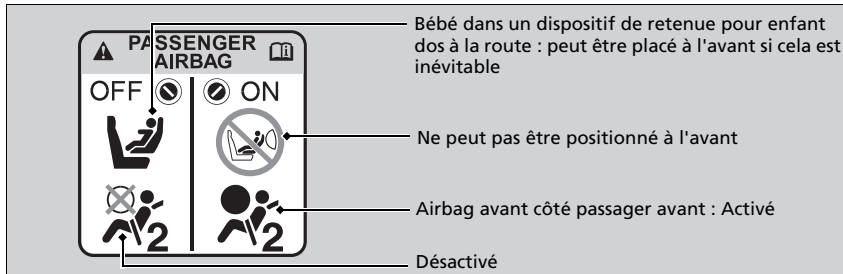 PASSENGER
AIRBAG
OFF ON
2 2
Bébé dans un dispositif de retenue pour enfant
dos à la route : peut être placé à l'avant si cela est
inévitable
Ne peut pas être positionné à l'avant
Airbag avant côté passager avant : Activé
Désactivé